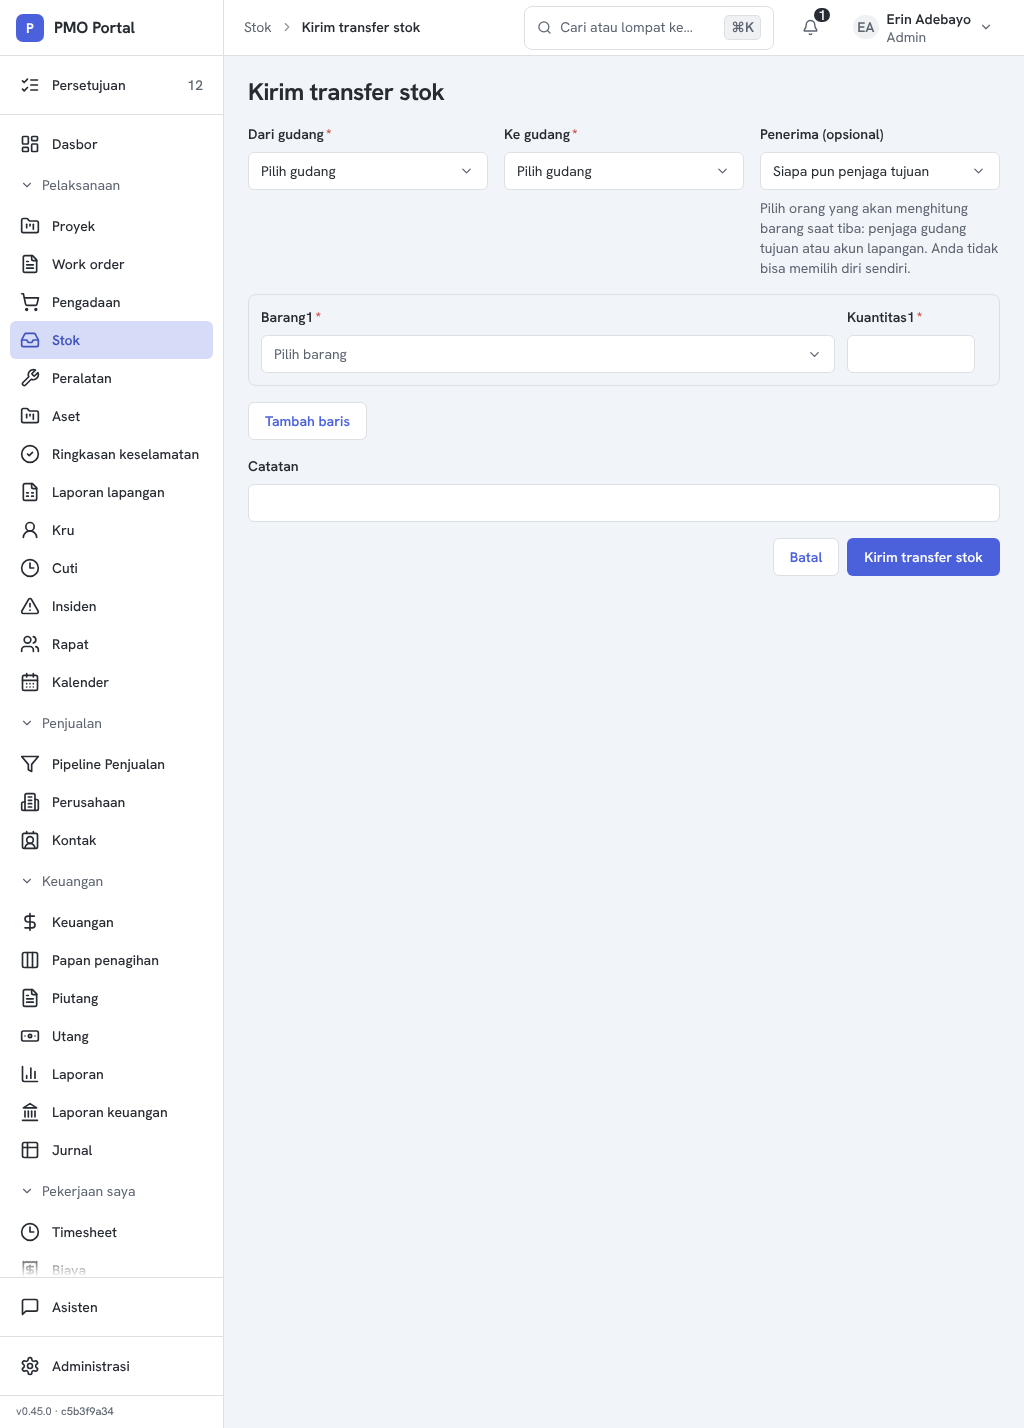 P PMO Portal
Stok > Kirim transfer stok
Cari atau lompat ke... ⌘K
1
EA Erin Adebayo
Admin
Persetujuan 12
Dasbor
Pelaksanaan
Proyek
Work order
Pengadaan
Stok
Peralatan
Aset
Ringkasan keselamatan
Laporan lapangan
Kru
Cuti
Insiden
Rapat
Kalender
Penjualan
Pipeline Penjualan
Perusahaan
Kontak
Keuangan
Keuangan
Papan penagihan
Piutang
Utang
Laporan
Laporan keuangan
Jurnal
Pekerjaan saya
Timesheet
Biaya
Asisten
Administrasi
v0.45.0 · c5b3f9a34
Kirim transfer stok
Dari gudang *
Pilih gudang
Ke gudang *
Pilih gudang
Penerima (opsional)
Siapa pun penjaga tujuan
Pilih orang yang akan menghitung
barang saat tiba: penjaga gudang
tujuan atau akun lapangan. Anda tidak
bisa memilih diri sendiri.
Barang1 *
Pilih barang
Kuantitas1 *
Tambah baris
Catatan
Batal
Kirim transfer stok